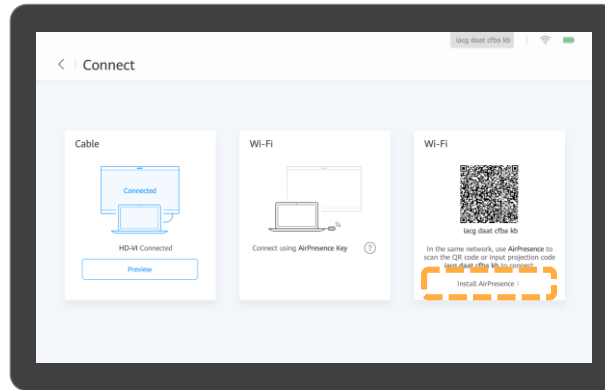 iacg daat cfba kb
Connect
Cable
Connected
HD-VI Connected
Preview
Wi-Fi
Connect using AirPresence Key
?
Wi-Fi
iacg daat cfba kb
In the same network, use AirPresence to
scan the QR code or input projection code
iacg daat cfba kb to connect.
Install AirPresence >